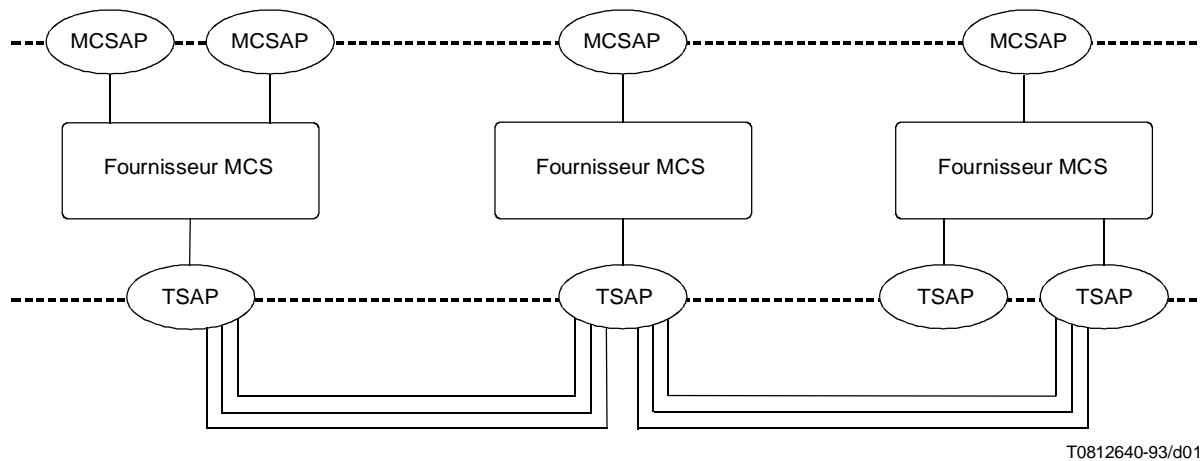 MCSAP MCSAP MCSAP MCSAP
Fournisseur MCS Fournisseur MCS Fournisseur MCS
TSAP TSAP TSAP TSAP
T0812640-93/d01